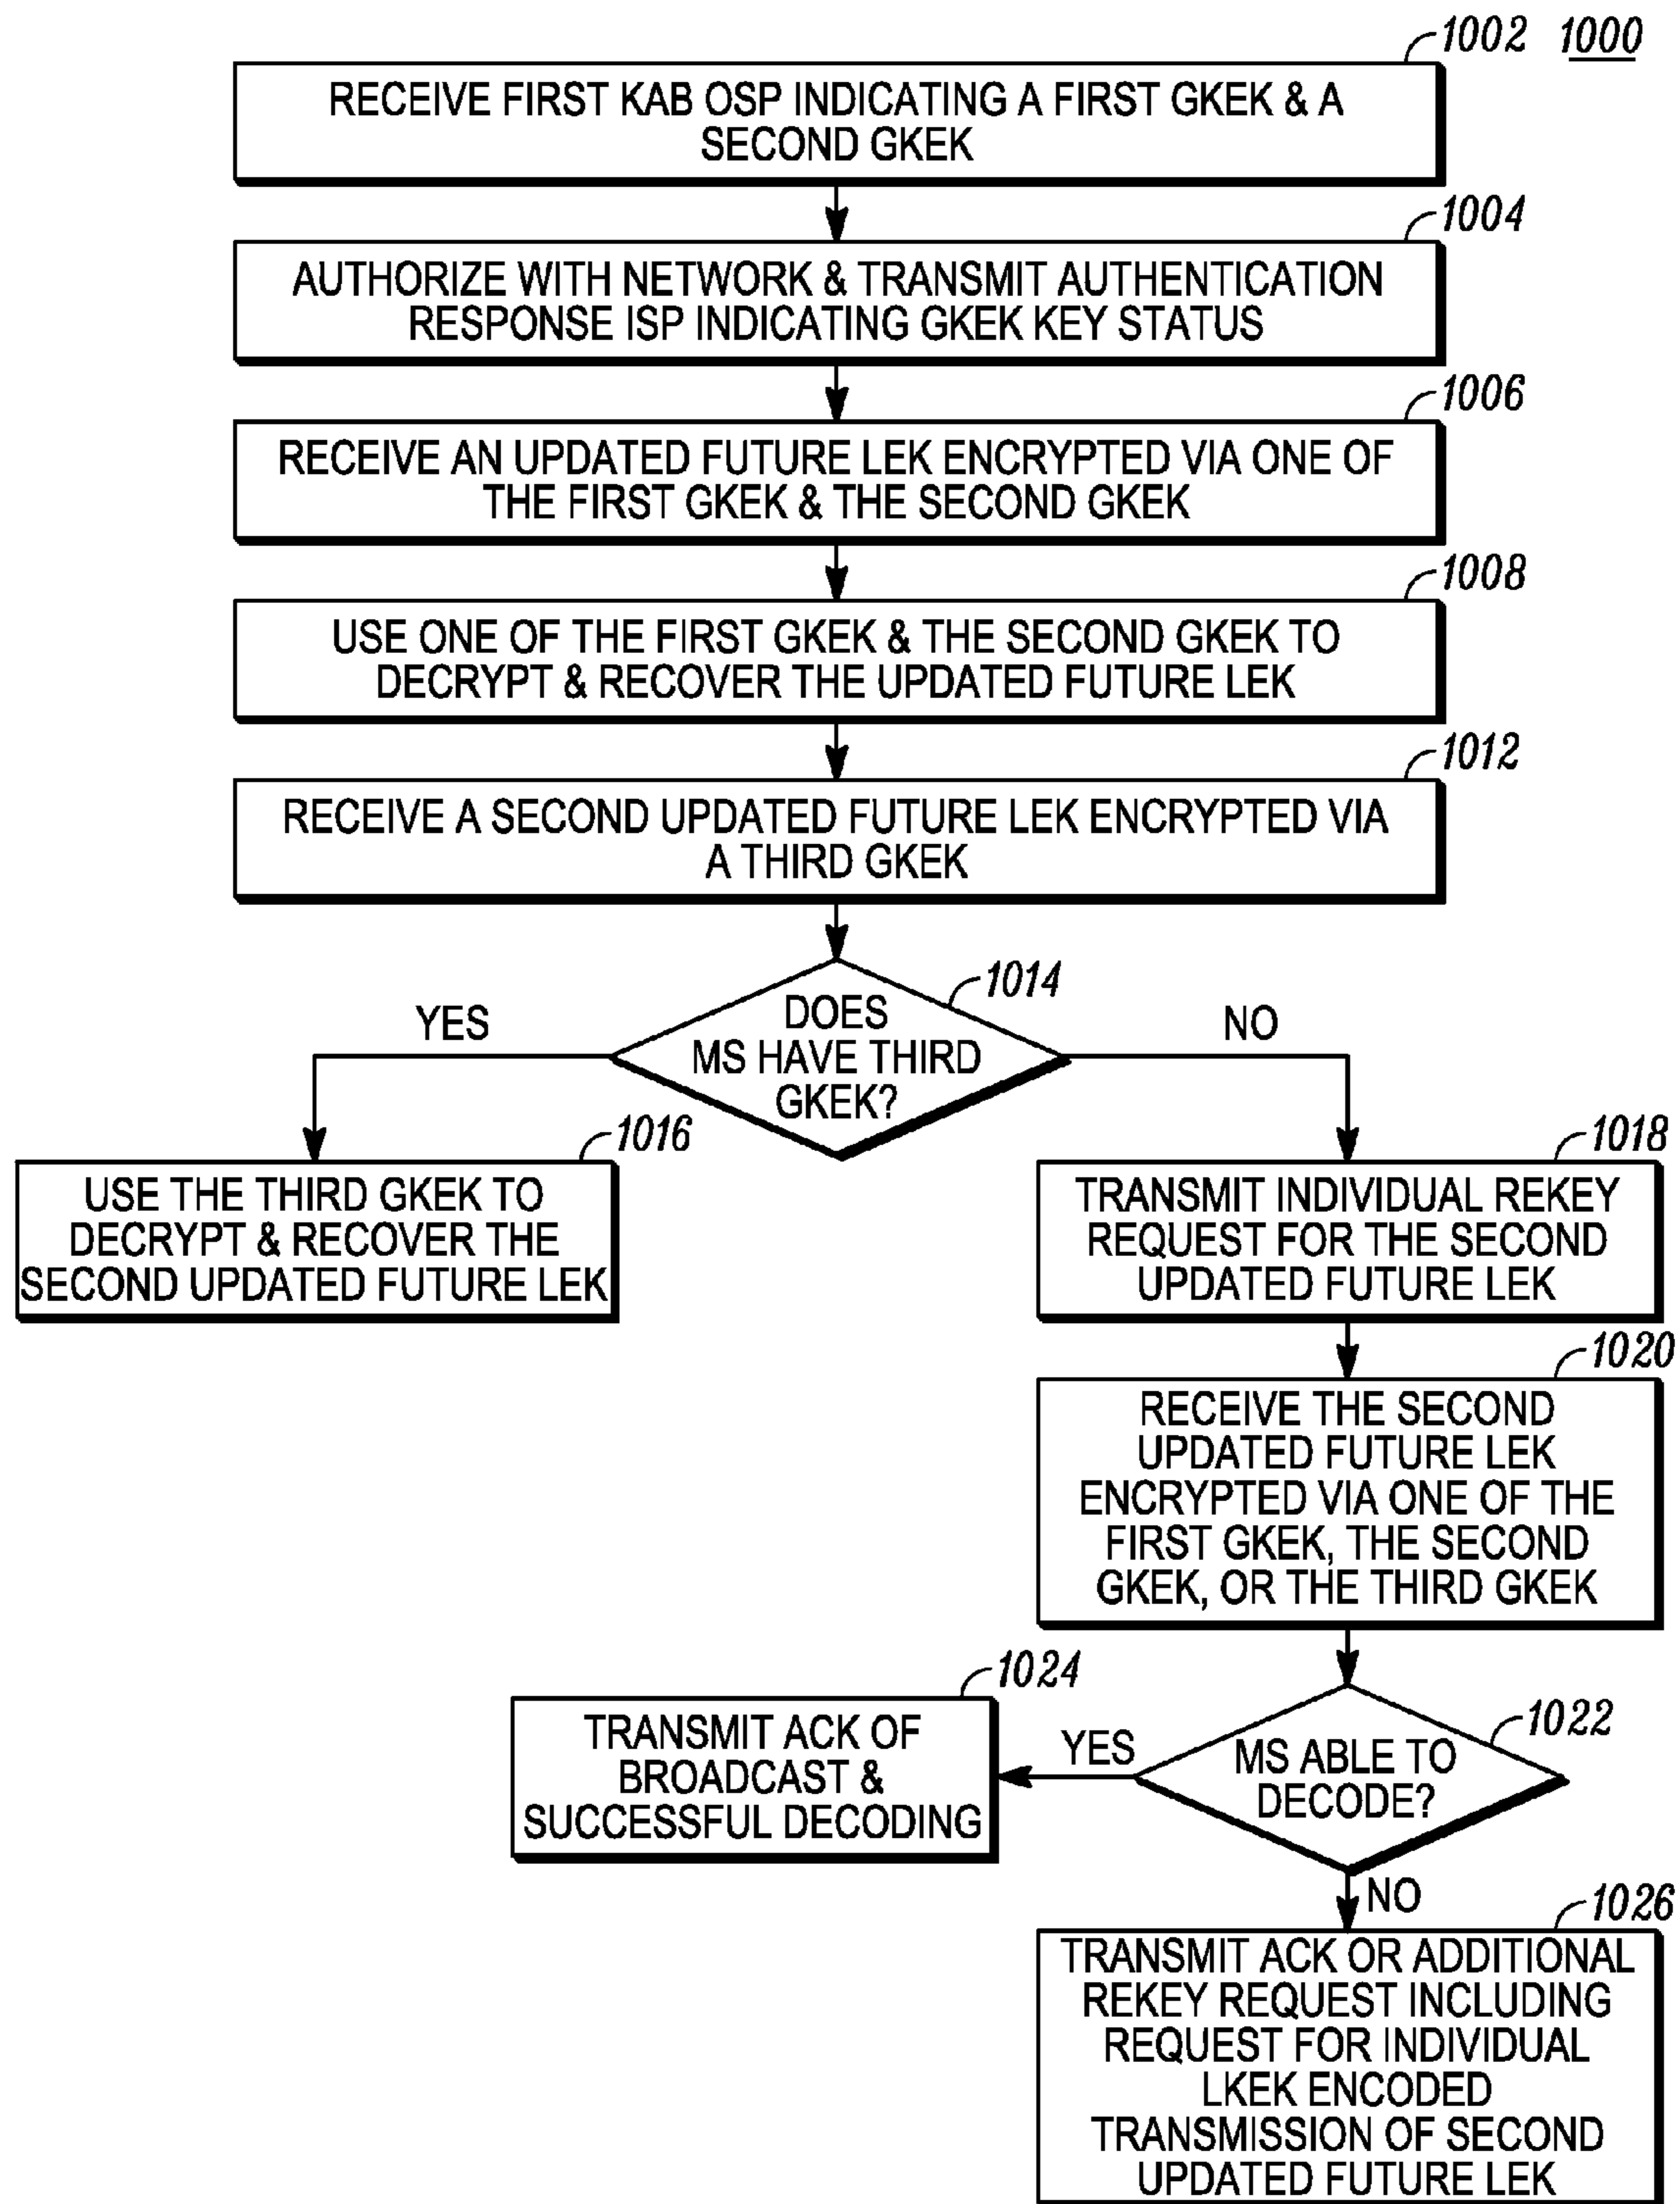 1002 1000
RECEIVE FIRST KAB OSP INDICATING A FIRST GKEK & A
SECOND GKEK
1004
AUTHORIZE WITH NETWORK & TRANSMIT AUTHENTICATION
RESPONSE ISP INDICATING GKEK KEY STATUS
1006
RECEIVE AN UPDATED FUTURE LEK ENCRYPTED VIA ONE OF
THE FIRST GKEK & THE SECOND GKEK
1008
USE ONE OF THE FIRST GKEK & THE SECOND GKEK TO
DECRYPT & RECOVER THE UPDATED FUTURE LEK
1012
RECEIVE A SECOND UPDATED FUTURE LEK ENCRYPTED VIA
A THIRD GKEK
1014
DOES
MS HAVE THIRD
GKEK?
YES
NO
1016
USE THE THIRD GKEK TO
DECRYPT & RECOVER THE
SECOND UPDATED FUTURE LEK
1018
TRANSMIT INDIVIDUAL REKEY
REQUEST FOR THE SECOND
UPDATED FUTURE LEK
1020
RECEIVE THE SECOND
UPDATED FUTURE LEK
ENCRYPTED VIA ONE OF THE
FIRST GKEK, THE SECOND
GKEK, OR THE THIRD GKEK
1022
MS ABLE TO
DECODE?
YES
1024
TRANSMIT ACK OF
BROADCAST &
SUCCESSFUL DECODING
NO
1026
TRANSMIT ACK OR ADDITIONAL
REKEY REQUEST INCLUDING
REQUEST FOR INDIVIDUAL
LKEK ENCODED
TRANSMISSION OF SECOND
UPDATED FUTURE LEK